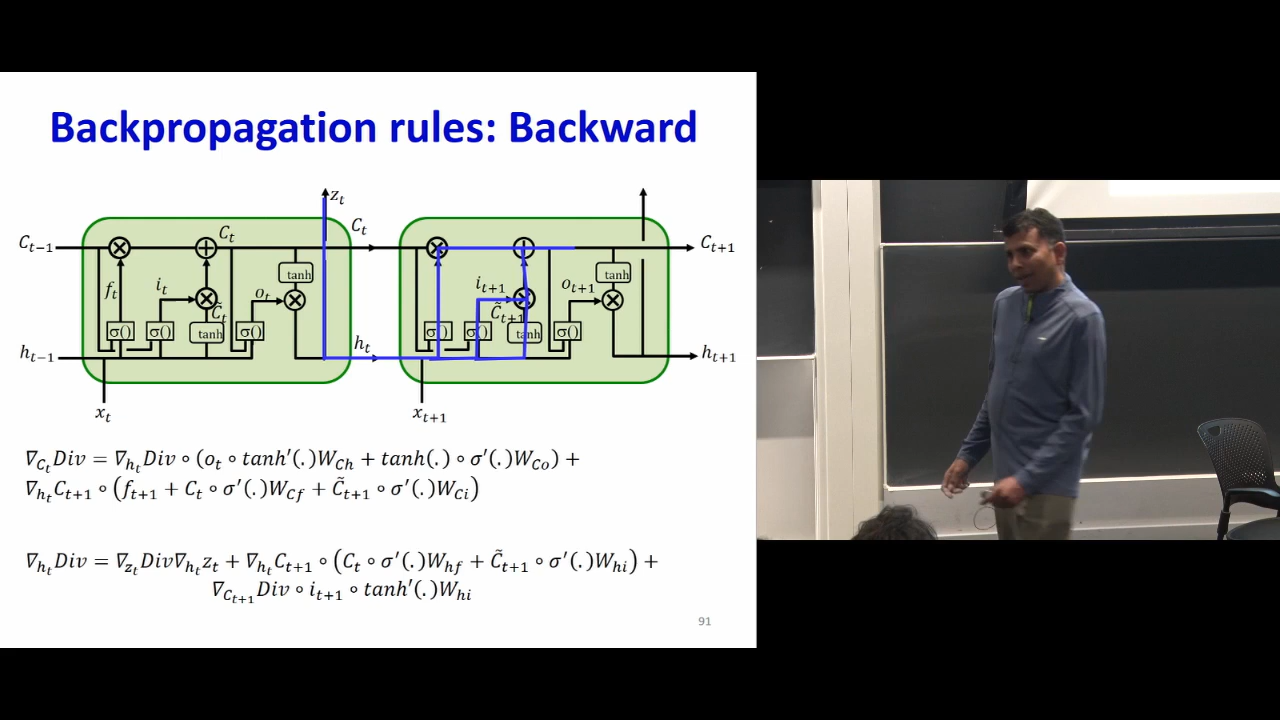 Backpropagation rules: Backward
z_t
C_{t-1} C_t C_t C_{t+1}
tanh tanh
f_t i_t o_t i_{t+1} o_{t+1}
C̃_t C̃_{t+1}
σ() σ() tanh σ() σ() σ() tanh σ()
h_{t-1} h_t h_{t+1}
x_t x_{t+1}
∇_{C_t}Div = ∇_{h_t}Div ∘ (o_t ∘ tanh′(.)W_{Ch} + tanh(.) ∘ σ′(.)W_{Co}) +
∇_{h_t}C_{t+1} ∘ (f_{t+1} + C_t ∘ σ′(.)W_{Cf} + C̃_{t+1} ∘ σ′(.)W_{Ci})
∇_{h_t}Div = ∇_{z_t}Div∇_{h_t}z_t + ∇_{h_t}C_{t+1} ∘ (C_t ∘ σ′(.)W_{hf} + C̃_{t+1} ∘ σ′(.)W_{hi}) +
∇_{C_{t+1}}Div ∘ i_{t+1} ∘ tanh′(.)W_{hi}
91